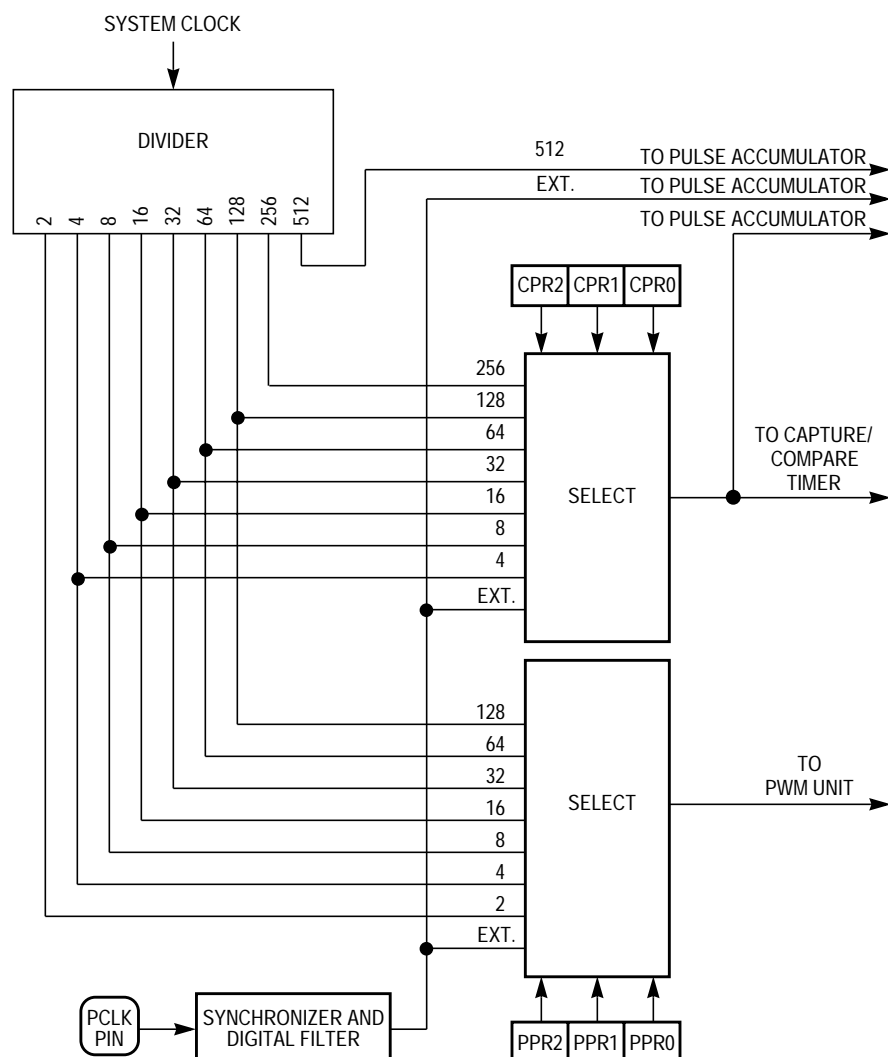 SYSTEM CLOCK
DIVIDER
2 4 8 16 32 64 128 256 512
512 TO PULSE ACCUMULATOR
EXT. TO PULSE ACCUMULATOR
TO PULSE ACCUMULATOR
CPR2 CPR1 CPR0
256
128
64
32
16
8
4
EXT.
SELECT
TO CAPTURE/
COMPARE
TIMER
128
64
32
16
8
4
2
EXT.
SELECT
TO
PWM UNIT
PCLK
PIN
SYNCHRONIZER AND
DIGITAL FILTER
PPR2 PPR1 PPR0